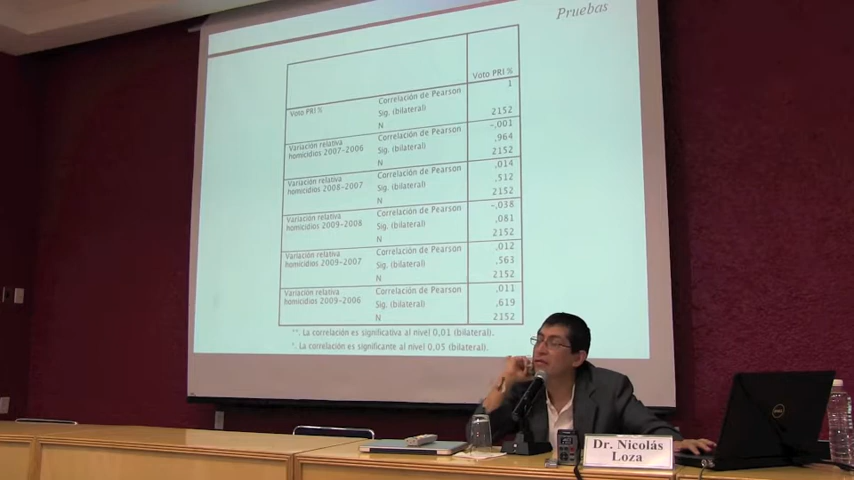 Pruebas
Voto PRI %
Voto PRI % Correlación de Pearson 1
Sig. (bilateral)
N 2152
Variación relativa homicidios 2007-2006 Correlación de Pearson -,001
Sig. (bilateral) ,964
N 2152
Variación relativa homicidios 2008-2007 Correlación de Pearson ,014
Sig. (bilateral) ,512
N 2152
Variación relativa homicidios 2009-2008 Correlación de Pearson -,038
Sig. (bilateral) ,081
N 2152
Variación relativa homicidios 2009-2007 Correlación de Pearson ,012
Sig. (bilateral) ,563
N 2152
Variación relativa homicidios 2009-2006 Correlación de Pearson ,011
Sig. (bilateral) ,619
N 2152
**. La correlación es significativa al nivel 0,01 (bilateral).
*. La correlación es significante al nivel 0,05 (bilateral).
Dr. Nicolás
Loza
DELL